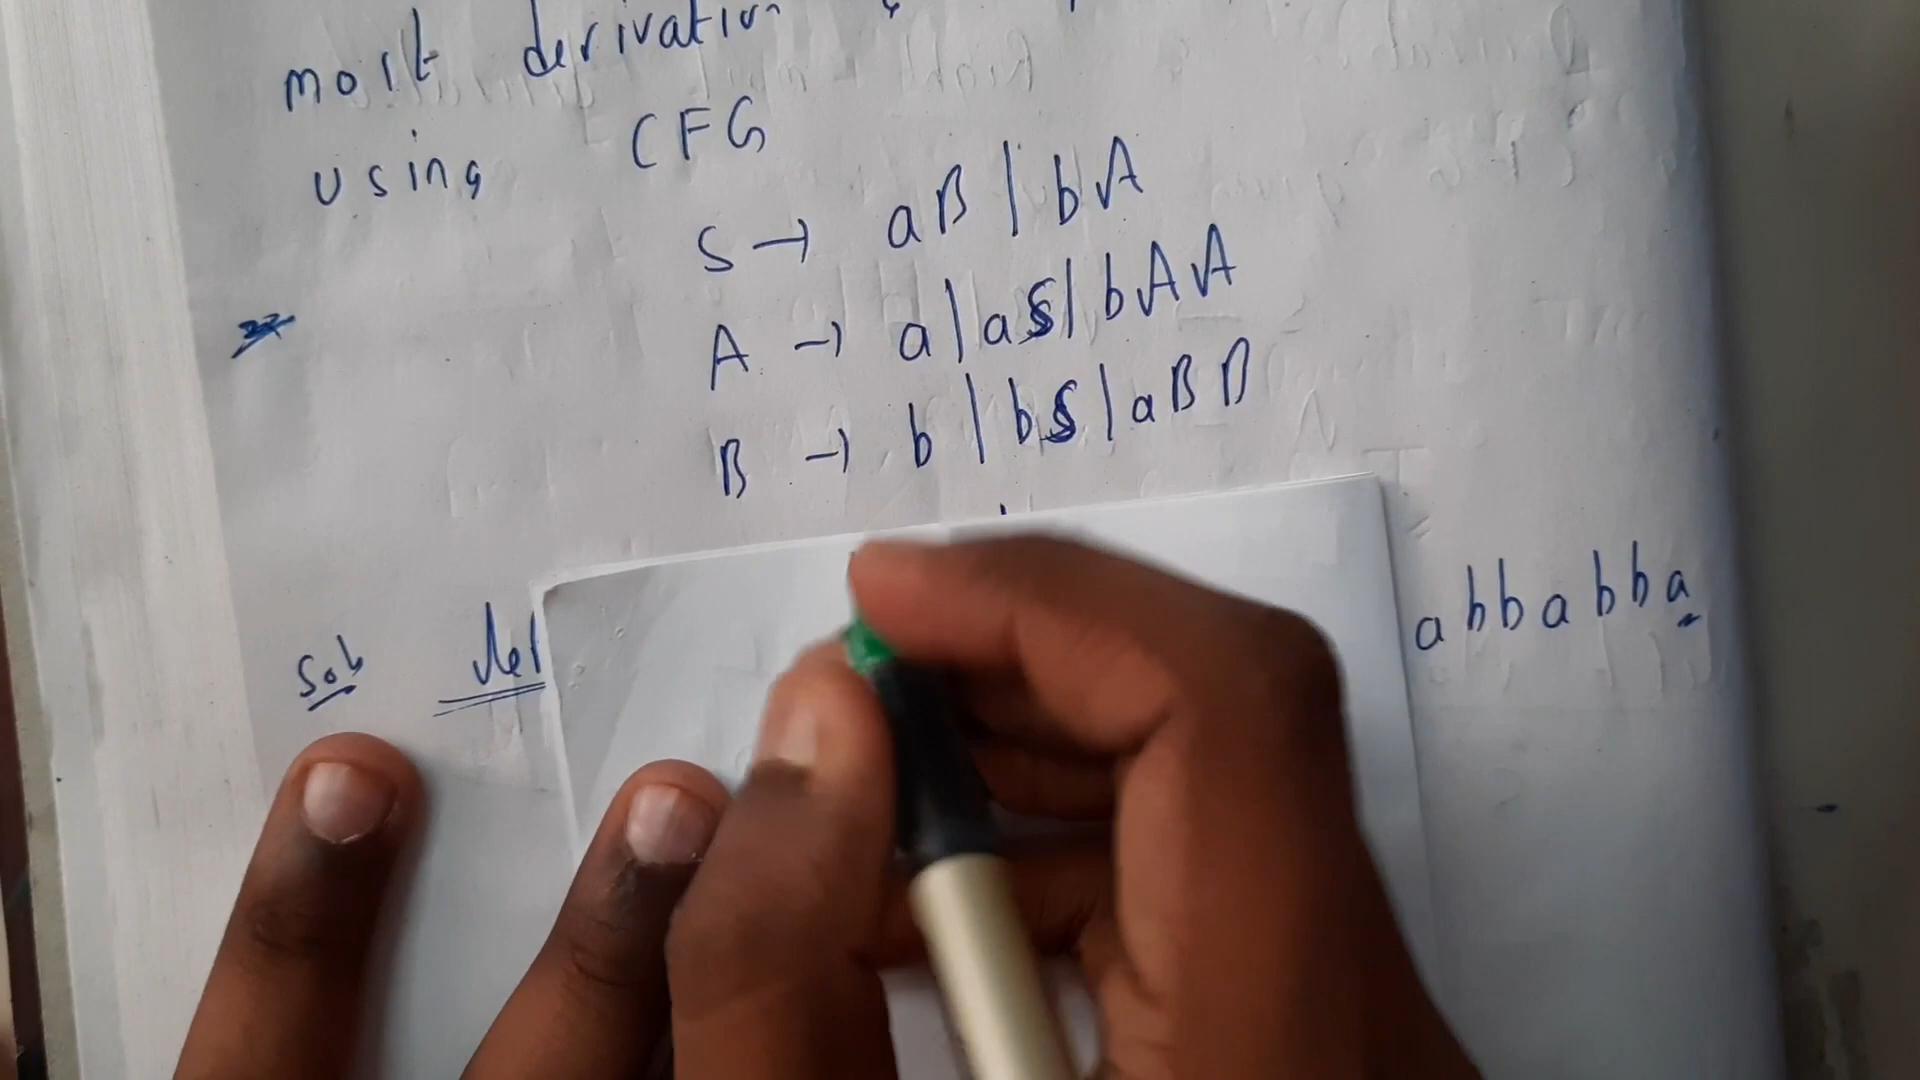 most derivation
using CFG
S → aB | bA
A → a | aS | bAA
B → b | bS | aBB
Sol abbabba